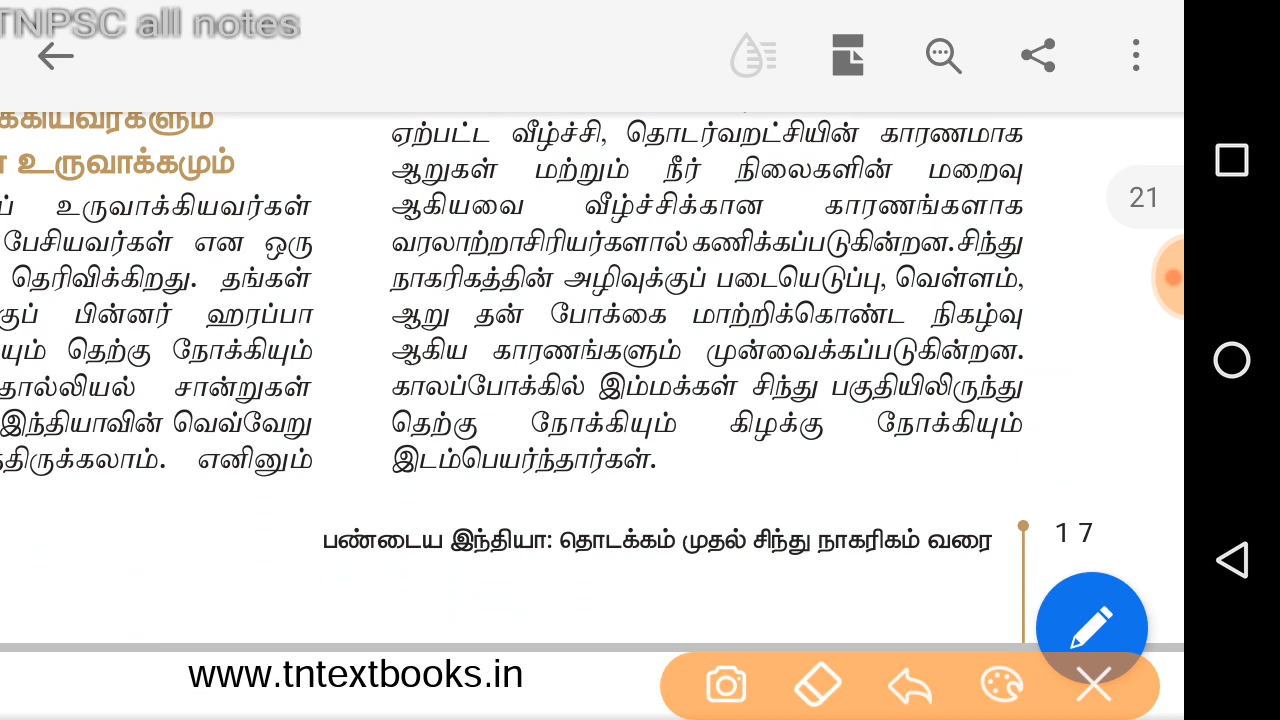 TNPSC all notes
21
க்கியவர்களும்
உருவாக்கமும்
உருவாக்கியவர்கள்
பேசியவர்கள் என ஒரு
தெரிவிக்கிறது. தங்கள்
குப் பின்னர் ஹரப்பா
யும் தெற்கு நோக்கியும்
தொல்லியல் சான்றுகள்
இந்தியாவின் வெவ்வேறு
திருக்கலாம். எனினும்
ஏற்பட்ட வீழ்ச்சி, தொடர்வறட்சியின் காரணமாக
ஆறுகள் மற்றும் நீர் நிலைகளின் மறைவு
ஆகியவை வீழ்ச்சிக்கான காரணங்களாக
வரலாற்றாசிரியர்களால் கணிக்கப்படுகின்றன. சிந்து
நாகரிகத்தின் அழிவுக்குப் படையெடுப்பு, வெள்ளம்,
ஆறு தன் போக்கை மாற்றிக்கொண்ட நிகழ்வு
ஆகிய காரணங்களும் முன்வைக்கப்படுகின்றன.
காலப்போக்கில் இம்மக்கள் சிந்து பகுதியிலிருந்து
தெற்கு நோக்கியும் கிழக்கு நோக்கியும்
இடம்பெயர்ந்தார்கள்.
பண்டைய இந்தியா: தொடக்கம் முதல் சிந்து நாகரிகம் வரை 17
www.tntextbooks.in